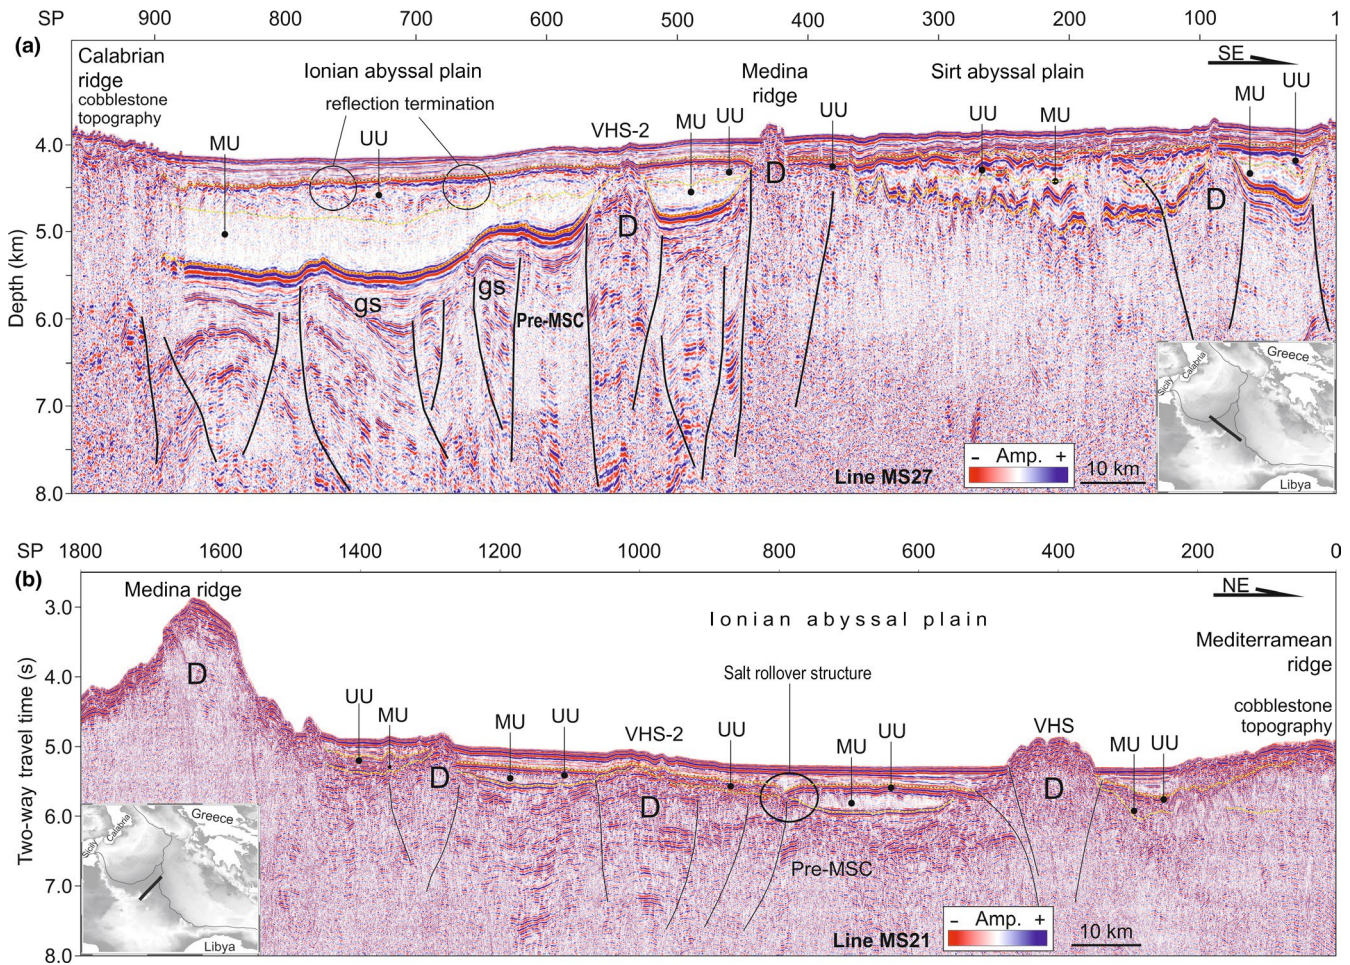 SP 900 800 700 600 500 400 300 200 100 1
(a)
Calabrian
ridge
cobblestone
topography
Ionian abyssal plain
reflection termination
Medina
ridge
Sirt abyssal plain
SE
MU UU VHS-2 MU UU UU UU MU MU UU
4.0
5.0
6.0
7.0
8.0
Depth (km)
D D D
gs gs
Pre-MSC
Sicily
Calabria
Greece
Libya
- Amp. +
10 km
Line MS27
SP 1800 1600 1400 1200 1000 800 600 400 200 0
(b)
Medina ridge
NE
Ionian abyssal plain
Mediterramean
ridge
cobblestone
topography
Salt rollover structure
UU MU MU UU VHS-2 UU MU UU VHS MU UU
3.0
4.0
5.0
6.0
7.0
8.0
Two-way travel time (s)
D D D D
Pre-MSC
Sicily
Calabria
Greece
Libya
- Amp. +
10 km
Line MS21